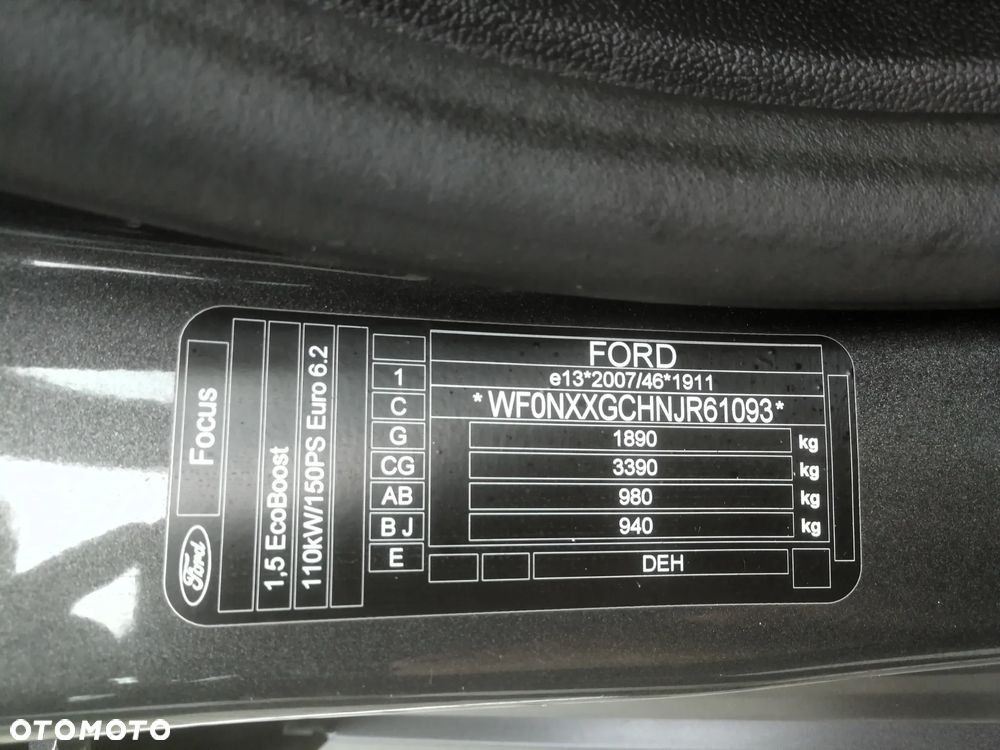 Ford
Focus
1,5 EcoBoost
110kW/150PS Euro 6.2
FORD
1 e13*2007/46*1911
C *WF0NXXGCHNJR61093*
G 1890 kg
CG 3390 kg
AB 980 kg
BJ 940 kg
E DEH
OTOMOTO